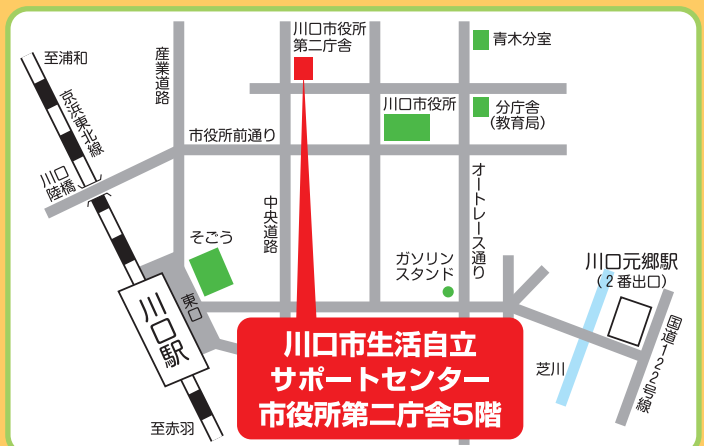 至浦和
京浜東北線
産業道路
川口市役所
第二庁舎
青木分室
川口市役所
分庁舎
(教育局)
市役所前通り
川口
陸橋
中央道路
オートレース通り
そごう
ガソリン
スタンド
川口元郷駅
(2番出口)
東口
川口駅
国道122号線
芝川
川口市生活自立
サポートセンター
市役所第二庁舎5階
至赤羽